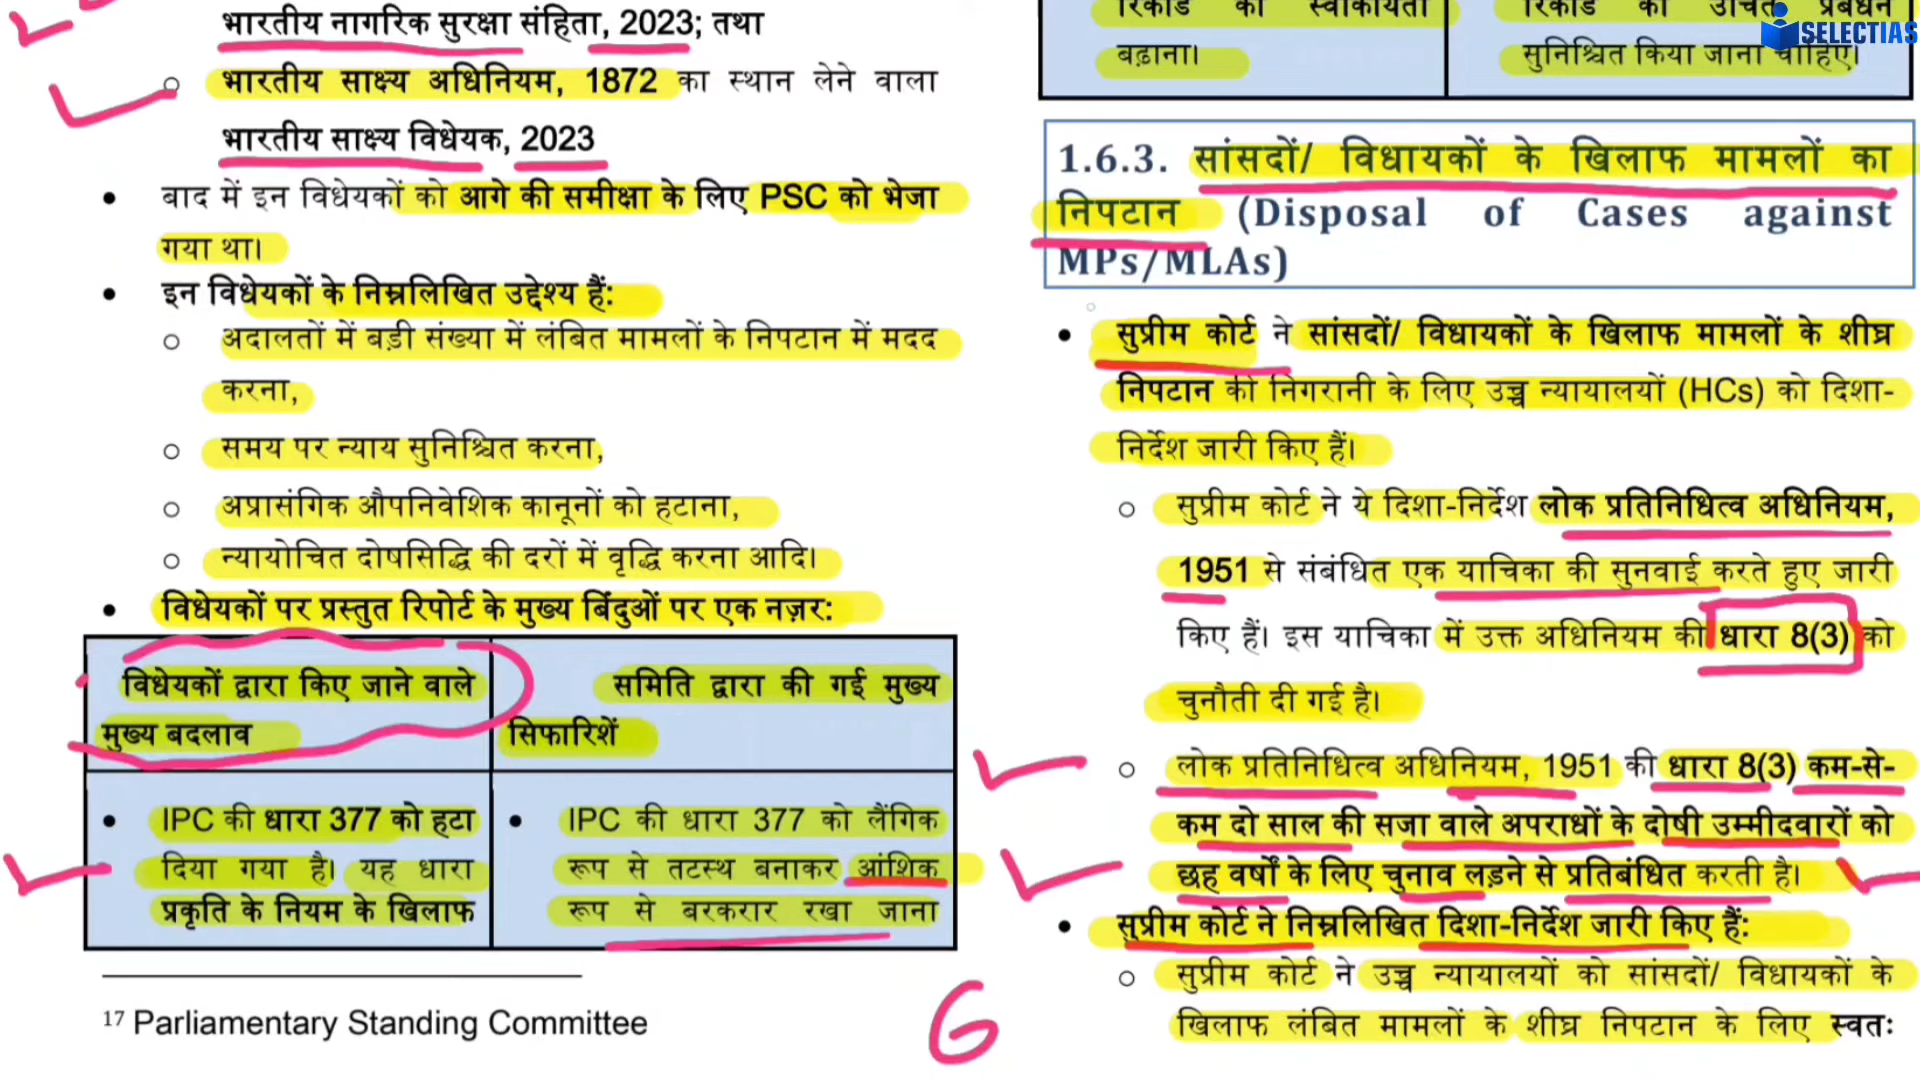 भारतीय नागरिक सुरक्षा संहिता, 2023; तथा
○ भारतीय साक्ष्य अधिनियम, 1872 का स्थान लेने वाला
भारतीय साक्ष्य विधेयक, 2023
• बाद में इन विधेयकों को आगे की समीक्षा के लिए PSC को भेजा
गया था।
• इन विधेयकों के निम्नलिखित उद्देश्य हैं:
○ अदालतों में बड़ी संख्या में लंबित मामलों के निपटान में मदद
करना,
○ समय पर न्याय सुनिश्चित करना,
○ अप्रासंगिक औपनिवेशिक कानूनों को हटाना,
○ न्यायोचित दोषसिद्धि की दरों में वृद्धि करना आदि।
• विधेयकों पर प्रस्तुत रिपोर्ट के मुख्य बिंदुओं पर एक नज़र:
विधेयकों द्वारा किए जाने वाले
मुख्य बदलाव
समिति द्वारा की गई मुख्य
सिफारिशें
• IPC की धारा 377 को हटा
दिया गया है। यह धारा
प्रकृति के नियम के खिलाफ
• IPC की धारा 377 को लैंगिक
रूप से तटस्थ बनाकर आंशिक
रूप से बरकरार रखा जाना
17 Parliamentary Standing Committee
6
रिकॉर्ड की स्वीकार्यता
बढ़ाना।
रिकॉर्ड का उचित प्रबंधन
सुनिश्चित किया जाना चाहिए।
SELECTIAS
1.6.3. सांसदों/ विधायकों के खिलाफ मामलों का
निपटान (Disposal of Cases against
MPs/MLAs)
• सुप्रीम कोर्ट ने सांसदों/ विधायकों के खिलाफ मामलों के शीघ्र
निपटान की निगरानी के लिए उच्च न्यायालयों (HCs) को दिशा-
निर्देश जारी किए हैं।
○ सुप्रीम कोर्ट ने ये दिशा-निर्देश लोक प्रतिनिधित्व अधिनियम,
1951 से संबंधित एक याचिका की सुनवाई करते हुए जारी
किए हैं। इस याचिका में उक्त अधिनियम की धारा 8(3) को
चुनौती दी गई है।
○ लोक प्रतिनिधित्व अधिनियम, 1951 की धारा 8(3) कम-से-
कम दो साल की सजा वाले अपराधों के दोषी उम्मीदवारों को
छह वर्षों के लिए चुनाव लड़ने से प्रतिबंधित करती है।
• सुप्रीम कोर्ट ने निम्नलिखित दिशा-निर्देश जारी किए हैं:
○ सुप्रीम कोर्ट ने उच्च न्यायालयों को सांसदों/ विधायकों के
खिलाफ लंबित मामलों के शीघ्र निपटान के लिए स्वतः